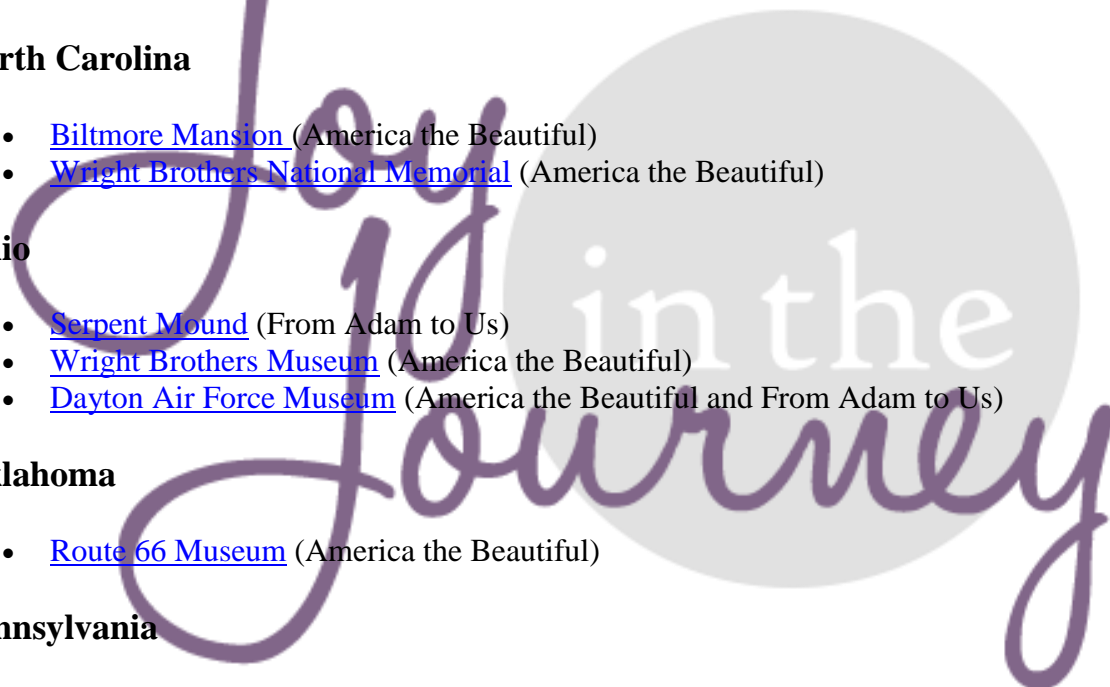 rth Carolina
• Biltmore Mansion (America the Beautiful)
• Wright Brothers National Memorial (America the Beautiful)
io
• Serpent Mound (From Adam to Us)
• Wright Brothers Museum (America the Beautiful)
• Dayton Air Force Museum (America the Beautiful and From Adam to Us)
lahoma
• Route 66 Museum (America the Beautiful)
nnsylvania
Joy
in the
Journey